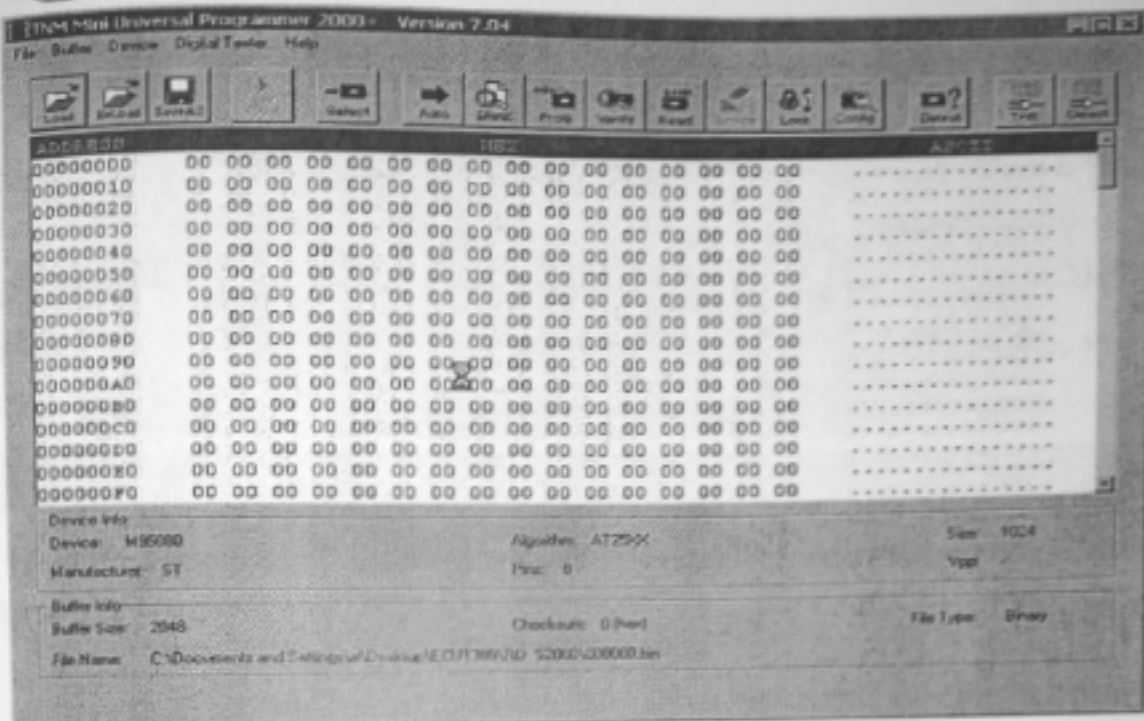 Mini Universal Programmer 2000+ Version 7.04
File Buffer Device Digital Tester Help
Load ReLoad SaveAs Select Auto Blank Prog Verify Read Lock Config Detect Test
ADDRESS HEX ASCII
00000000 00 00 00 00 00 00 00 00 00 00 00 00 00 00 00 00 ................
00000010 00 00 00 00 00 00 00 00 00 00 00 00 00 00 00 00 ................
00000020 00 00 00 00 00 00 00 00 00 00 00 00 00 00 00 00 ................
00000030 00 00 00 00 00 00 00 00 00 00 00 00 00 00 00 00 ................
00000040 00 00 00 00 00 00 00 00 00 00 00 00 00 00 00 00 ................
00000050 00 00 00 00 00 00 00 00 00 00 00 00 00 00 00 00 ................
00000060 00 00 00 00 00 00 00 00 00 00 00 00 00 00 00 00 ................
00000070 00 00 00 00 00 00 00 00 00 00 00 00 00 00 00 00 ................
00000080 00 00 00 00 00 00 00 00 00 00 00 00 00 00 00 00 ................
00000090 00 00 00 00 00 00 00 00 00 00 00 00 00 00 00 00 ................
000000A0 00 00 00 00 00 00 00 00 00 00 00 00 00 00 00 00 ................
000000B0 00 00 00 00 00 00 00 00 00 00 00 00 00 00 00 00 ................
000000C0 00 00 00 00 00 00 00 00 00 00 00 00 00 00 00 00 ................
000000D0 00 00 00 00 00 00 00 00 00 00 00 00 00 00 00 00 ................
000000E0 00 00 00 00 00 00 00 00 00 00 00 00 00 00 00 00 ................
000000F0 00 00 00 00 00 00 00 00 00 00 00 00 00 00 00 00 ................
Device Info
Device: M95080 Algorithm: AT25XX Size: 1024
Manufacturer: ST Pins: 8 Vpp: -
Buffer Info
Buffer Size: 2048 Checksum: 0 (hex) File Type: Binary
File Name: C:\Documents and Settings